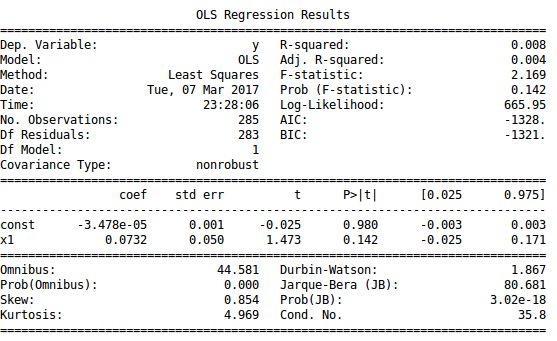 OLS Regression Results
==============================================================================
Dep. Variable:                      y   R-squared:                       0.008
Model:                            OLS   Adj. R-squared:                  0.004
Method:                 Least Squares   F-statistic:                     2.169
Date:                Tue, 07 Mar 2017   Prob (F-statistic):              0.142
Time:                        23:28:06   Log-Likelihood:                 665.95
No. Observations:                 285   AIC:                            -1328.
Df Residuals:                     283   BIC:                            -1321.
Df Model:                           1
Covariance Type:            nonrobust
==============================================================================
                 coef    std err          t      P>|t|      [0.025      0.975]
------------------------------------------------------------------------------
const      -3.478e-05      0.001     -0.025      0.980      -0.003       0.003
x1             0.0732      0.050      1.473      0.142      -0.025       0.171
==============================================================================
Omnibus:                       44.581   Durbin-Watson:                   1.867
Prob(Omnibus):                  0.000   Jarque-Bera (JB):               80.681
Skew:                           0.854   Prob(JB):                     3.02e-18
Kurtosis:                       4.969   Cond. No.                         35.8
==============================================================================